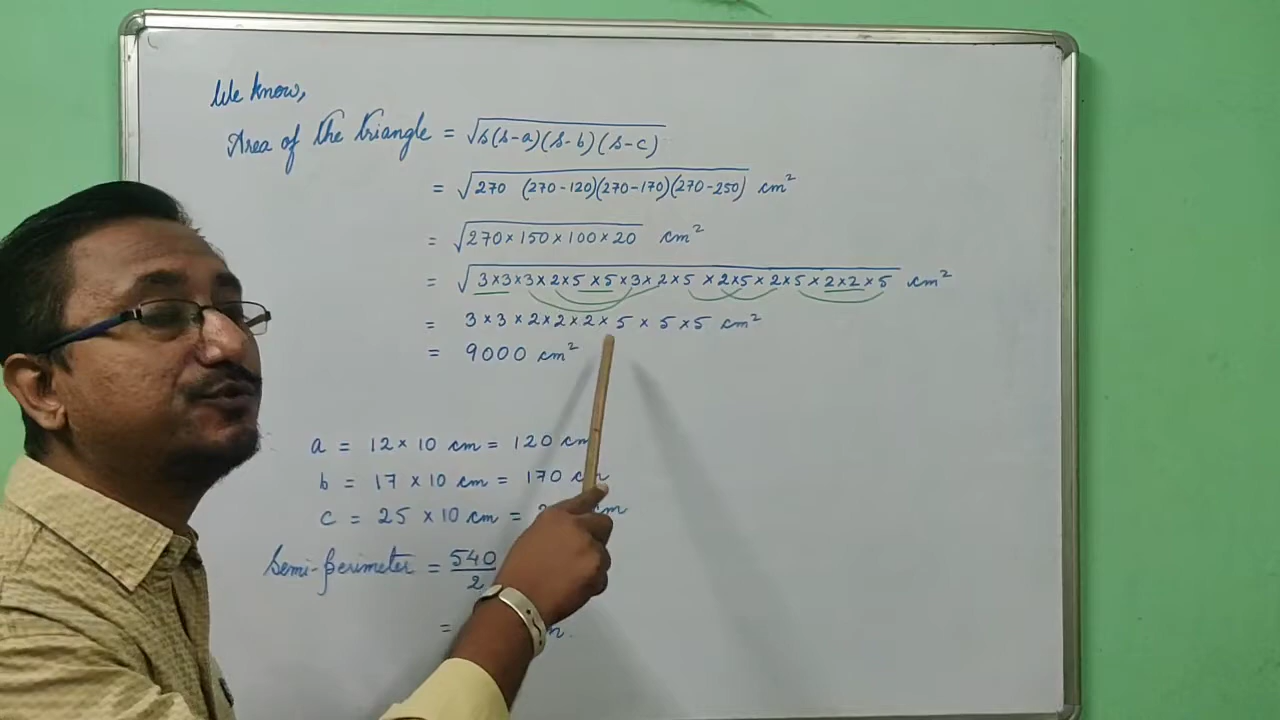 We know,
Area of the triangle = √s(s-a)(s-b)(s-c)
= √270 (270-120)(270-170)(270-250) cm²
= √270×150×100×20 cm²
= √3×3×3×2×5×5×3×2×5×2×5×2×5×2×2×5 cm²
= 3×3×2×2×2×5×5×5 cm²
= 9000 cm²
a = 12×10 cm = 120 cm
b = 17×10 cm = 170 cm
c = 25×10 cm =
Semi-perimeter = 540/2
=